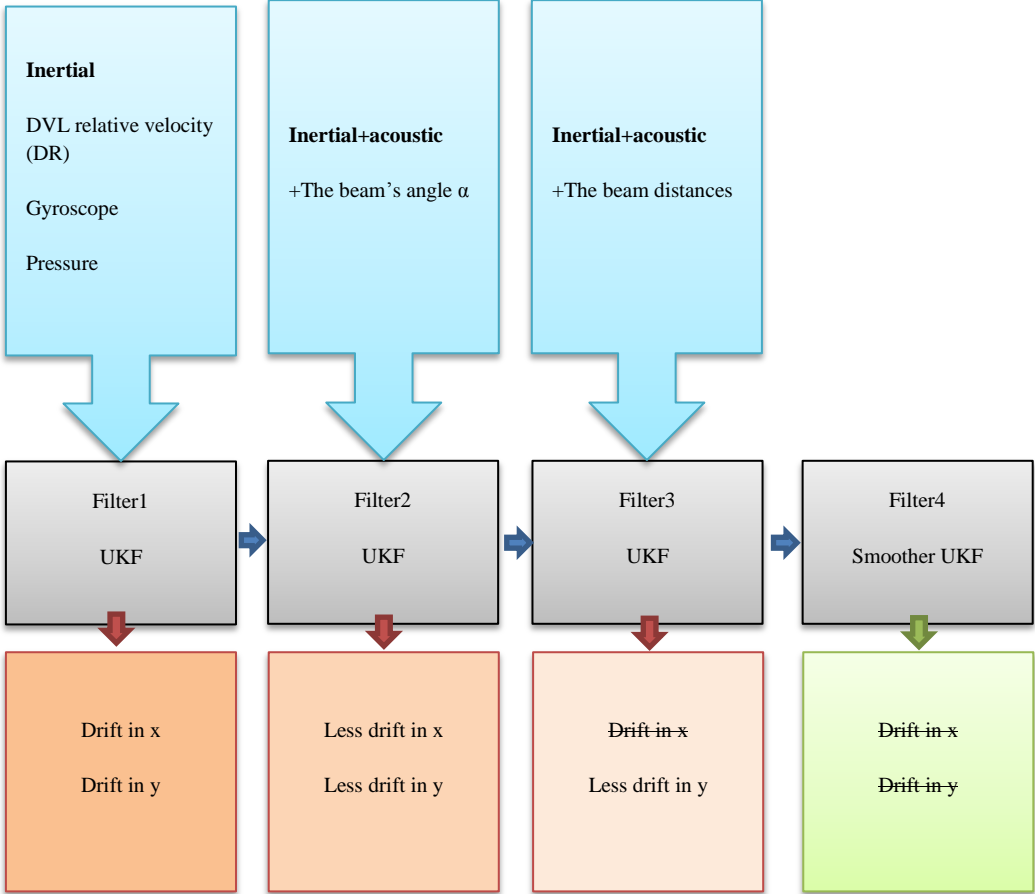 Inertial
DVL relative velocity
(DR)
Gyroscope
Pressure
Inertial+acoustic
+The beam’s angle α
Inertial+acoustic
+The beam distances
Filter1
UKF
Filter2
UKF
Filter3
UKF
Filter4
Smoother UKF
Drift in x
Drift in y
Less drift in x
Less drift in y
Drift in x
Less drift in y
Drift in x
Drift in y